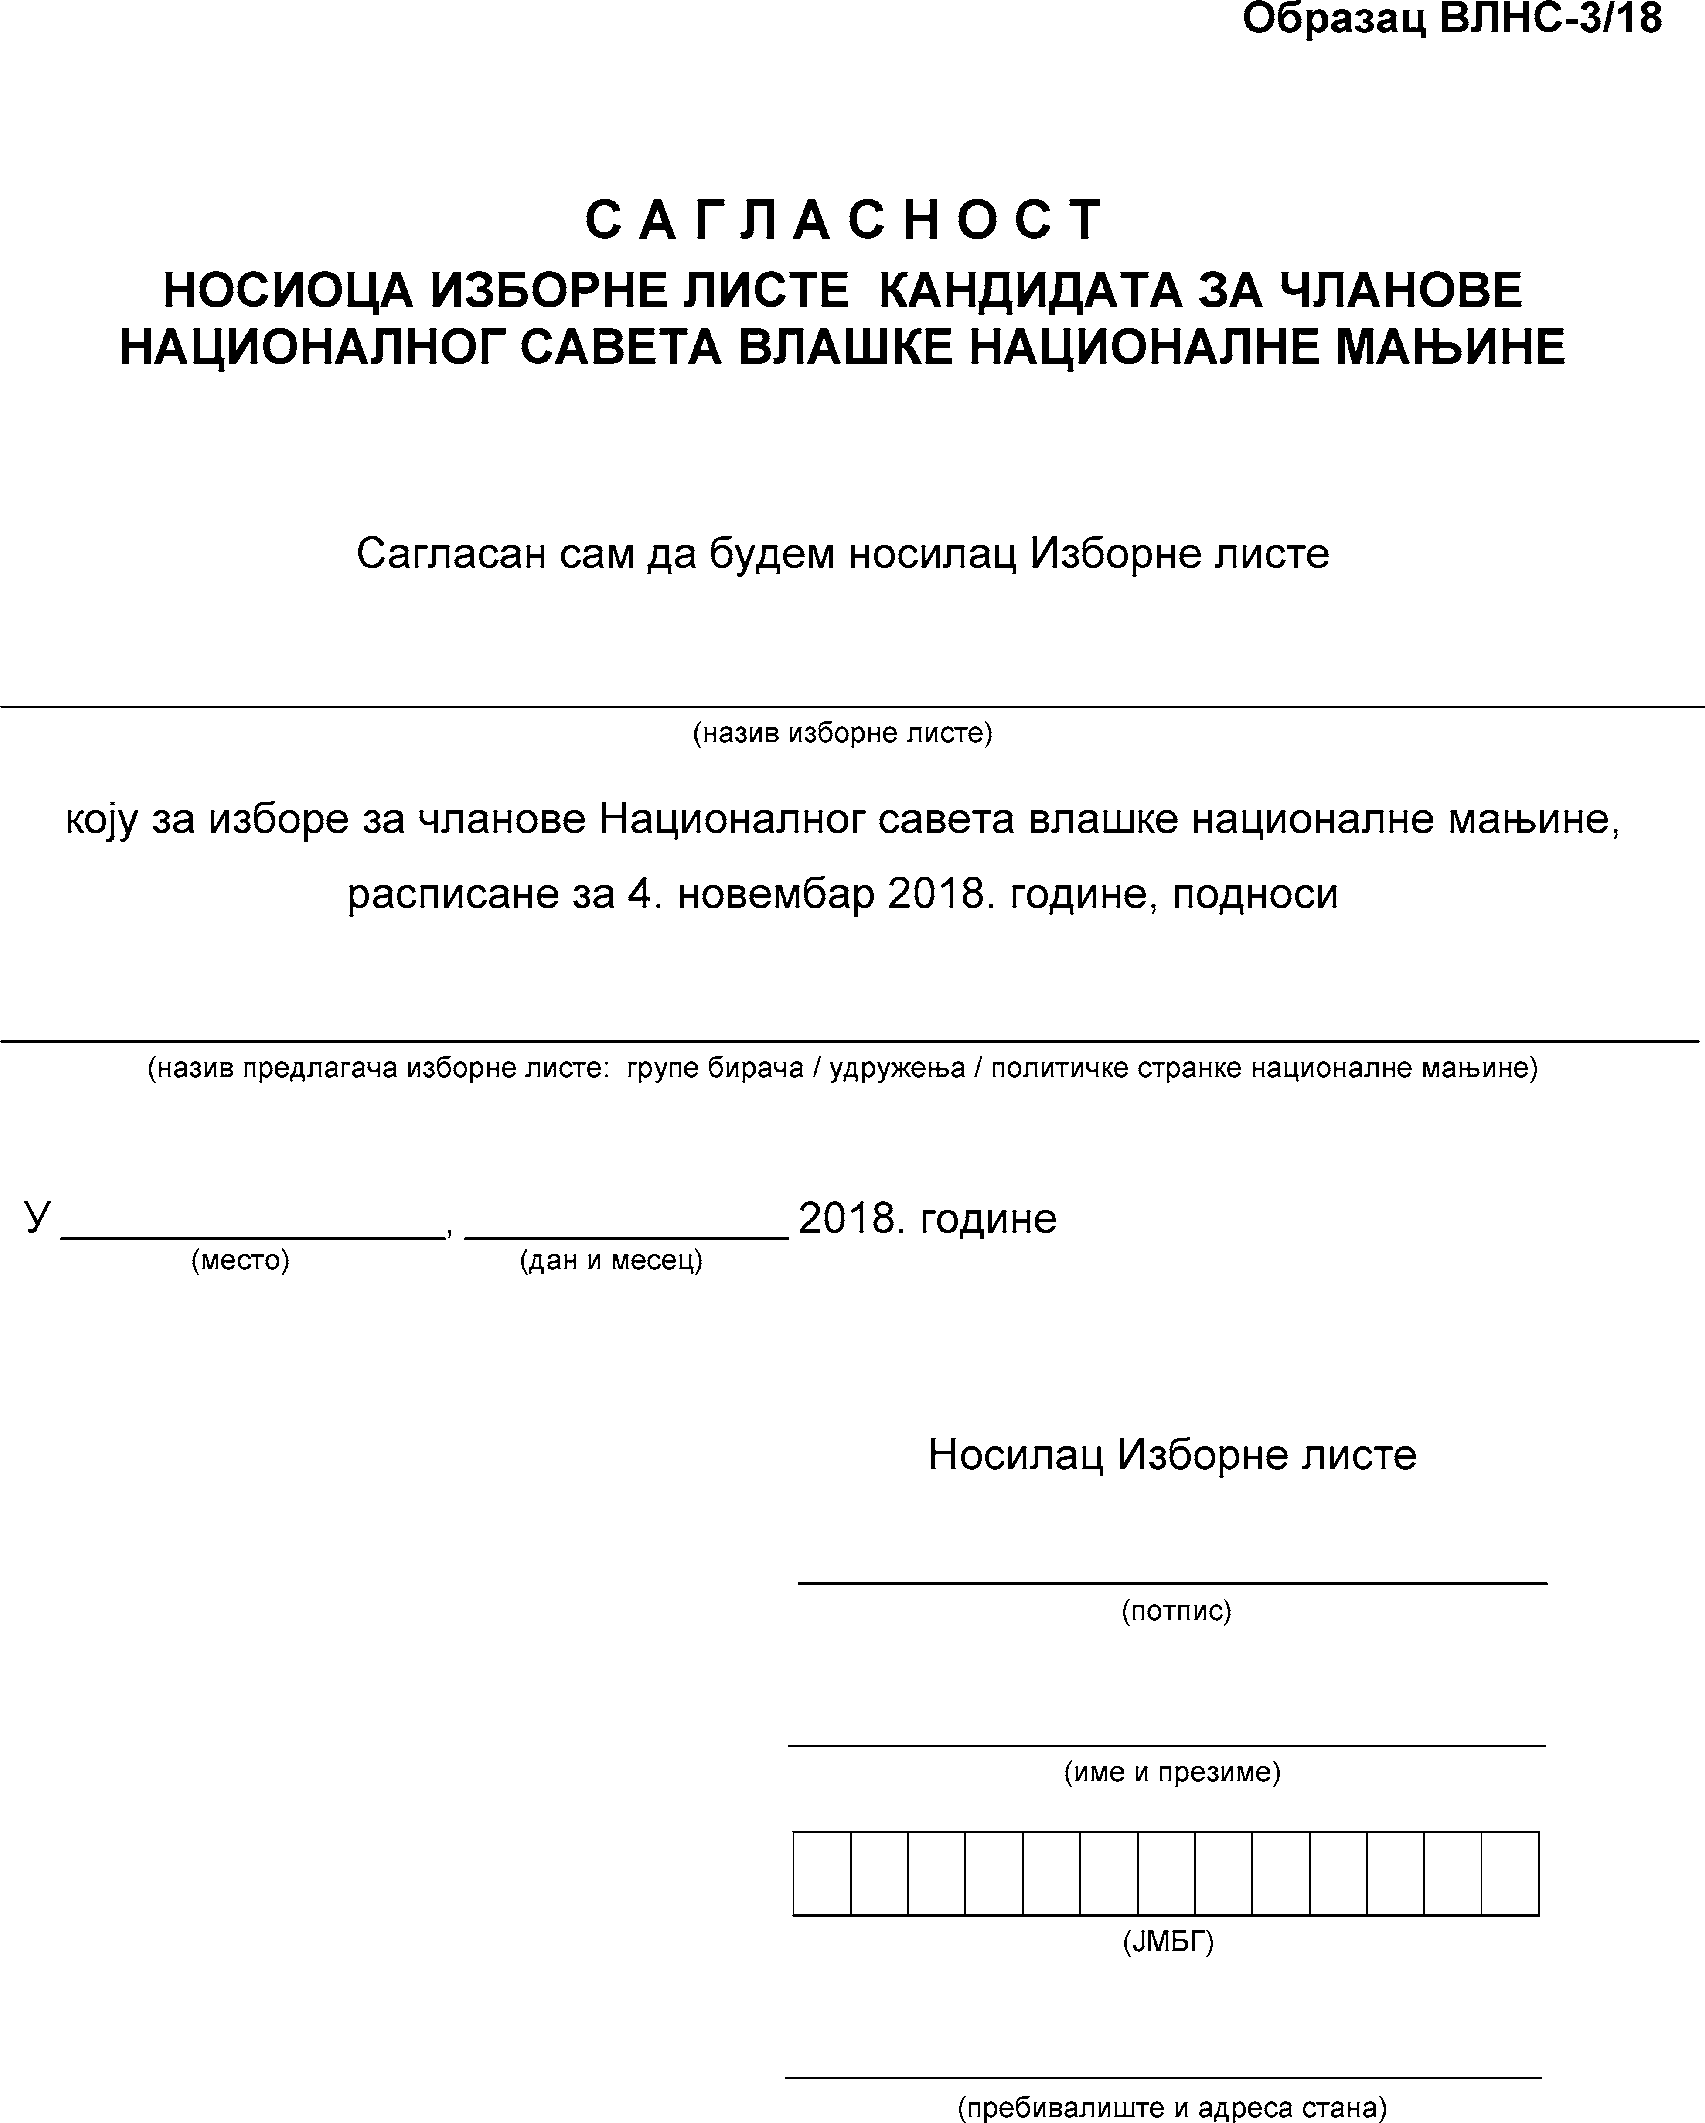 Образац ВЛНС-3/18
С А Г Л А С Н О С Т
НОСИОЦА ИЗБОРНЕ ЛИСТЕ КАНДИДАТА ЗА ЧЛАНОВЕ
НАЦИОНАЛНОГ САВЕТА ВЛАШКЕ НАЦИОНАЛНЕ МАЊИНЕ
Сагласан сам да будем носилац Изборне листе
(назив изборне листе)
коју за изборе за чланове Националног савета влашке националне мањине,
расписане за 4. новембар 2018. године, подноси
(назив предлагача изборне листе: групе бирача / удружења / политичке странке националне мањине)
У ________________, ______________ 2018. године
(место) (дан и месец)
Носилац Изборне листе
(потпис)
(име и презиме)
(ЈМБГ)
(пребивалиште и адреса стана)